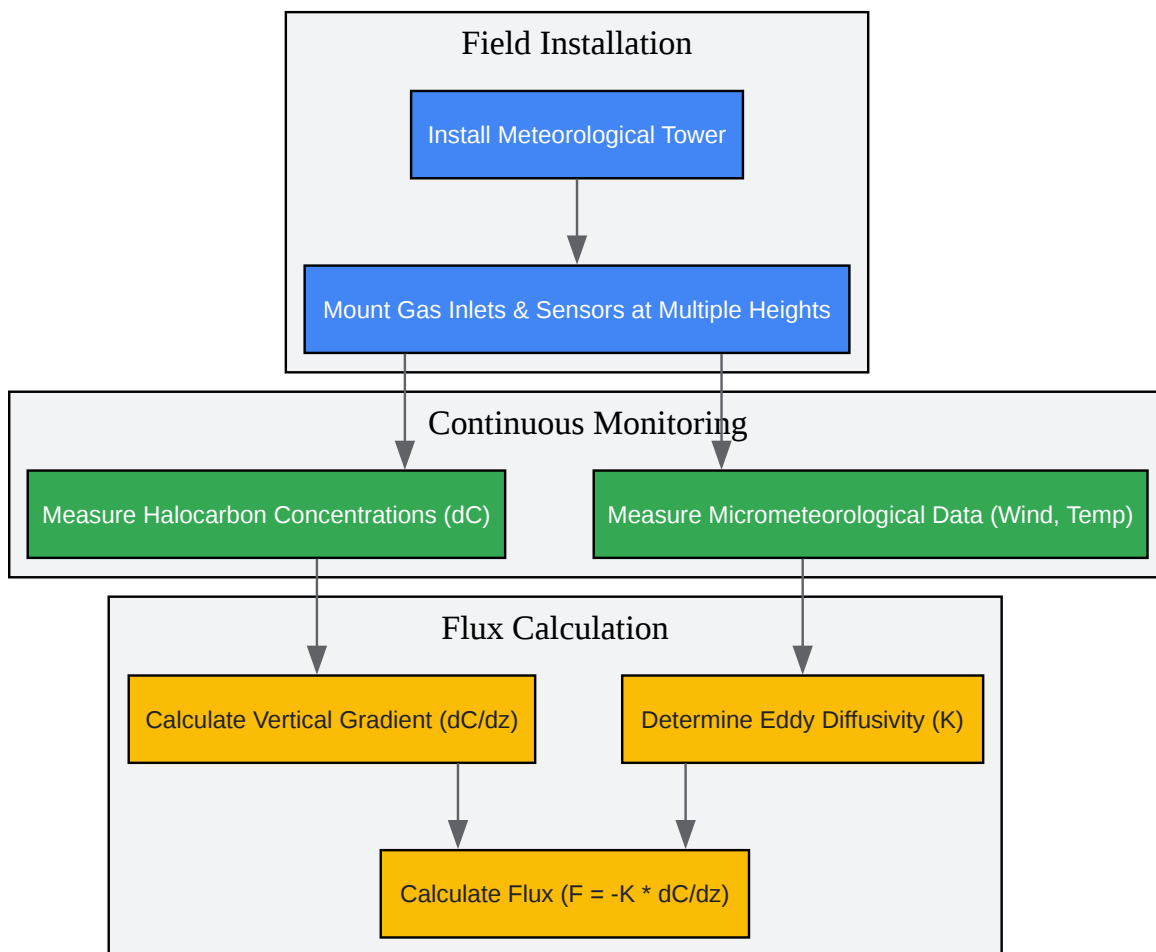 Field Installation
Install Meteorological Tower
Mount Gas Inlets & Sensors at Multiple Heights
Continuous Monitoring
Measure Halocarbon Concentrations (dC)
Measure Micrometeorological Data (Wind, Temp)
Flux Calculation
Calculate Vertical Gradient (dC/dz)
Determine Eddy Diffusivity (K)
Calculate Flux (F = -K * dC/dz)